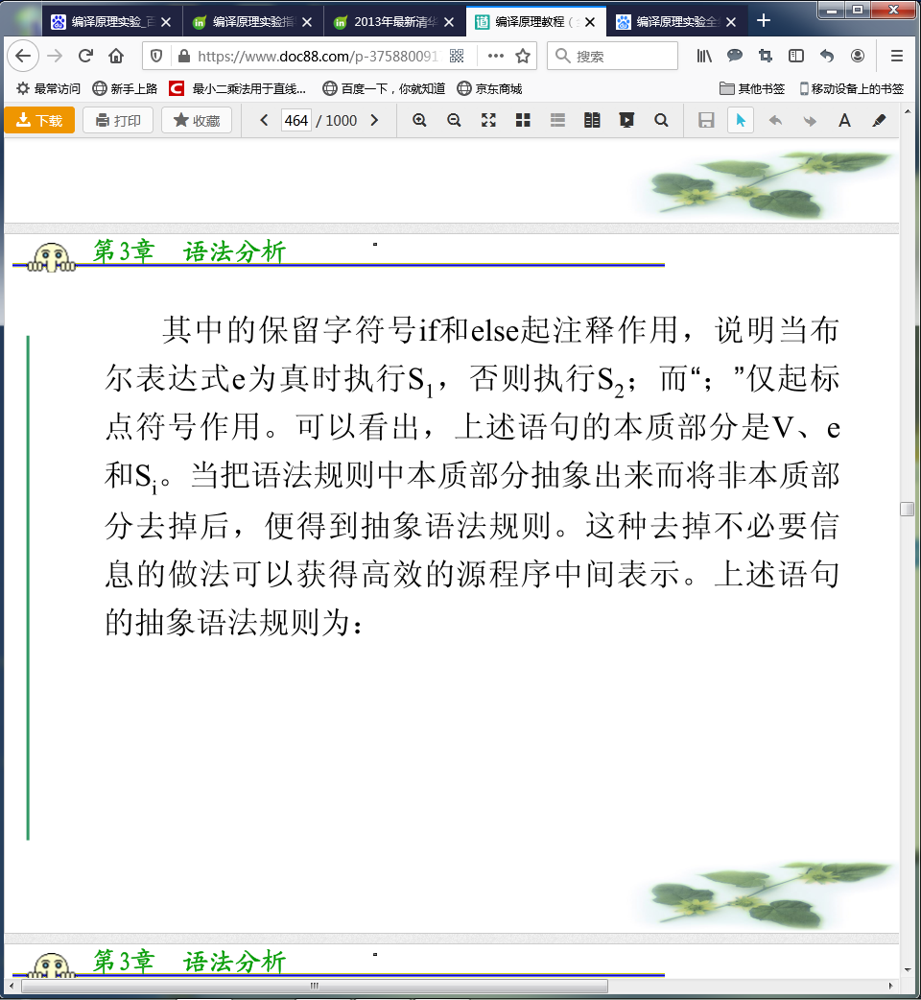 编译原理实验_百
编译原理实验指
2013年最新清华
编译原理教程（
编译原理实验全
https://www.doc88.com/p-375880091
搜索
最常访问
新手上路
最小二乘法用于直线...
百度一下，你就知道
京东商城
其他书签
移动设备上的书签
下载
打印
收藏
464 / 1000
第3章 语法分析
其中的保留字符号if和else起注释作用，说明当布
尔表达式e为真时执行S1，否则执行S2；而“；”仅起标
点符号作用。可以看出，上述语句的本质部分是V、e
和Si。当把语法规则中本质部分抽象出来而将非本质部
分去掉后，便得到抽象语法规则。这种去掉不必要信
息的做法可以获得高效的源程序中间表示。上述语句
的抽象语法规则为：
第3章 语法分析